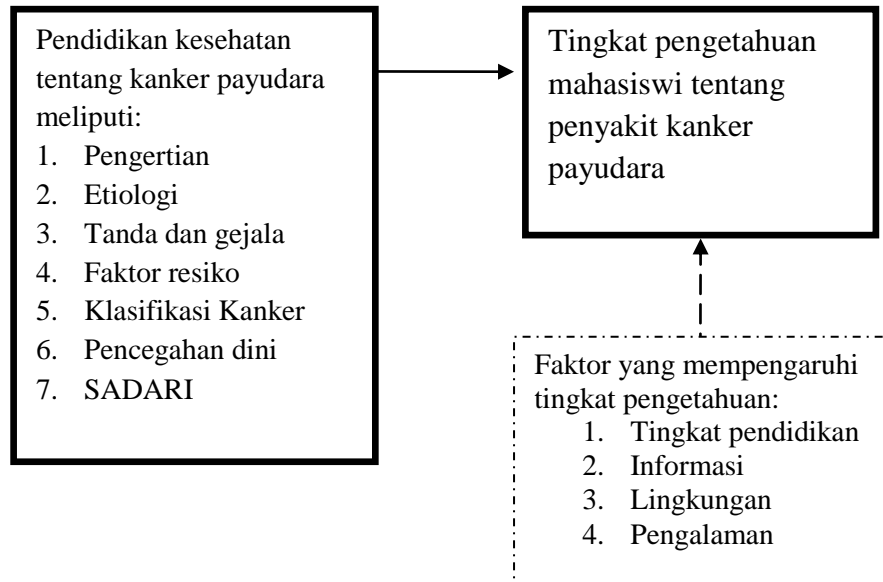 Pendidikan kesehatan
tentang kanker payudara
meliputi:
1. Pengertian
2. Etiologi
3. Tanda dan gejala
4. Faktor resiko
5. Klasifikasi Kanker
6. Pencegahan dini
7. SADARI
Tingkat pengetahuan
mahasiswi tentang
penyakit kanker
payudara
Faktor yang mempengaruhi
tingkat pengetahuan:
1. Tingkat pendidikan
2. Informasi
3. Lingkungan
4. Pengalaman